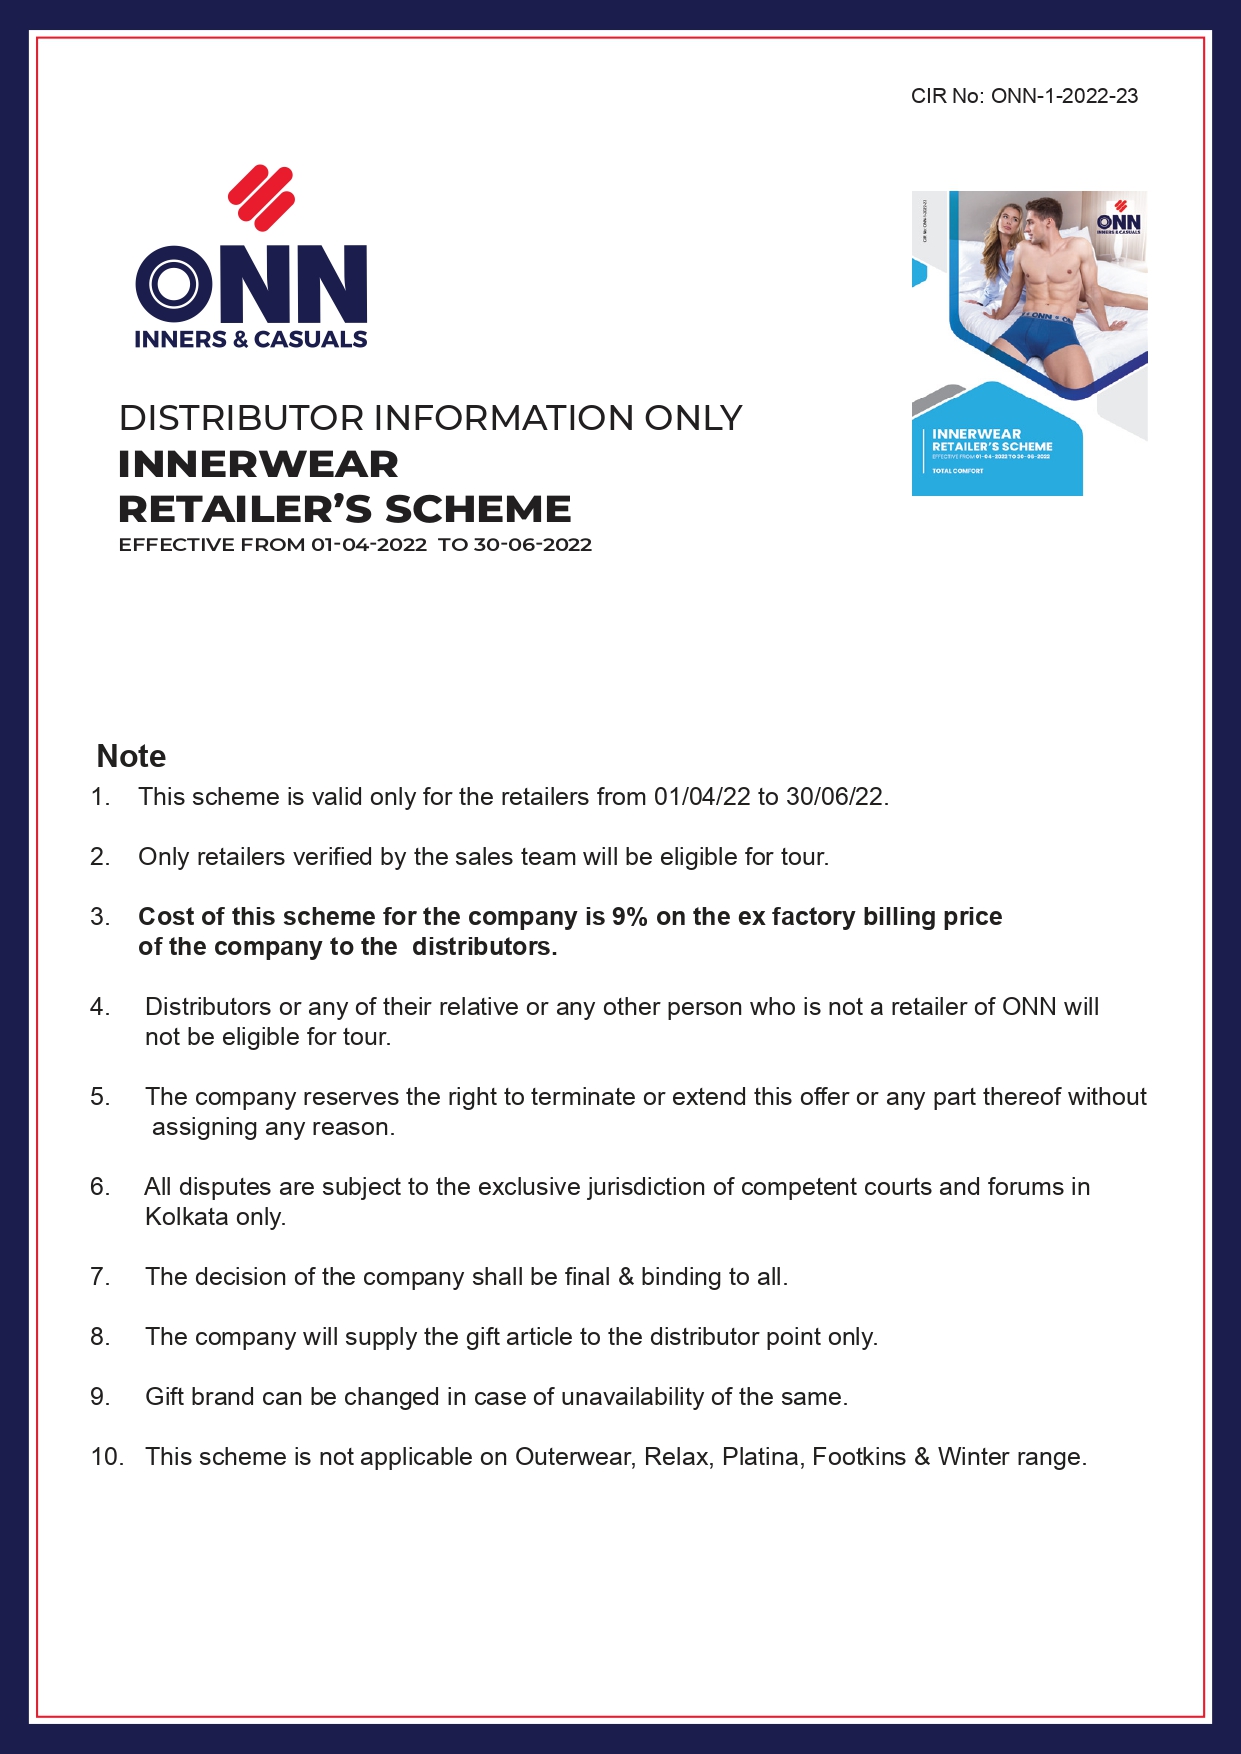 CIR No: ONN-1-2022-23
ONN
INNERS & CASUALS
ONN
INNERS & CASUALS
ONN
INNERWEAR
RETAILER'S SCHEME
EFFECTIVE FROM 01-04-2022 TO 30-06-2022
TOTAL COMFORT
DISTRIBUTOR INFORMATION ONLY
INNERWEAR
RETAILER’S SCHEME
EFFECTIVE FROM 01-04-2022 TO 30-06-2022
Note
1. This scheme is valid only for the retailers from 01/04/22 to 30/06/22.
2. Only retailers verified by the sales team will be eligible for tour.
3. Cost of this scheme for the company is 9% on the ex factory billing price
of the company to the distributors.
4. Distributors or any of their relative or any other person who is not a retailer of ONN will
not be eligible for tour.
5. The company reserves the right to terminate or extend this offer or any part thereof without
assigning any reason.
6. All disputes are subject to the exclusive jurisdiction of competent courts and forums in
Kolkata only.
7. The decision of the company shall be final & binding to all.
8. The company will supply the gift article to the distributor point only.
9. Gift brand can be changed in case of unavailability of the same.
10. This scheme is not applicable on Outerwear, Relax, Platina, Footkins & Winter range.